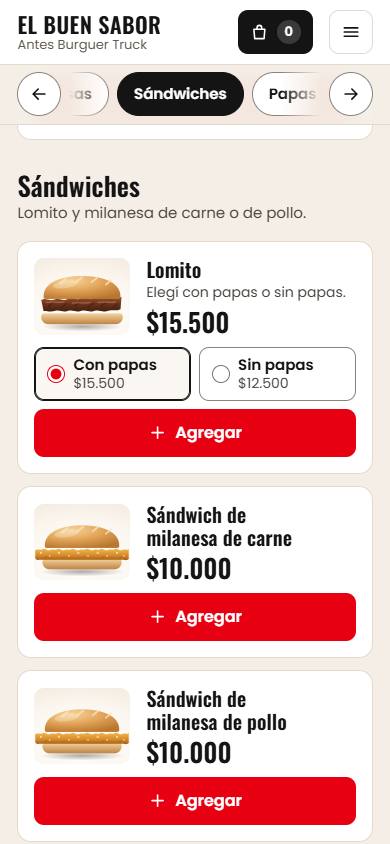 EL BUEN SABOR
Antes Burguer Truck
0
Sándwiches
Papas
Sándwiches
Lomito y milanesa de carne o de pollo.
Lomito
Elegí con papas o sin papas.
$15.500
Con papas
$15.500
Sin papas
$12.500
+ Agregar
Sándwich de
milanesa de carne
$10.000
+ Agregar
Sándwich de
milanesa de pollo
$10.000
+ Agregar